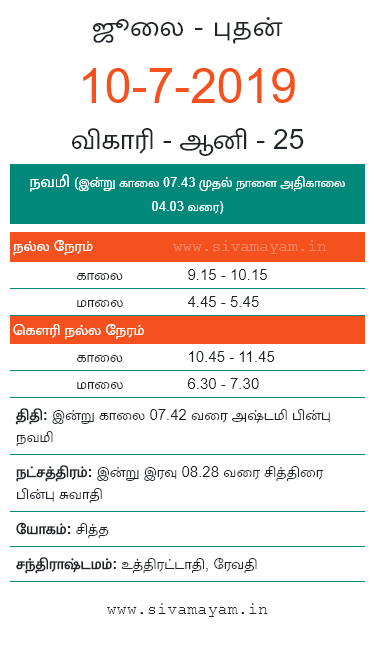 ஜூலை - புதன்
10-7-2019
விகாரி - ஆனி - 25
நவமி (இன்று காலை 07.43 முதல் நாளை அதிகாலை
04.03 வரை)
நல்ல நேரம் www.sivamayam.in
காலை 9.15 - 10.15
மாலை 4.45 - 5.45
கௌரி நல்ல நேரம்
காலை 10.45 - 11.45
மாலை 6.30 - 7.30
திதி: இன்று காலை 07.42 வரை அஷ்டமி பின்பு
நவமி
நட்சத்திரம்: இன்று இரவு 08.28 வரை சித்திரை
பின்பு சுவாதி
யோகம்: சித்த
சந்திராஷ்டமம்: உத்திரட்டாதி, ரேவதி
www.sivamayam.in